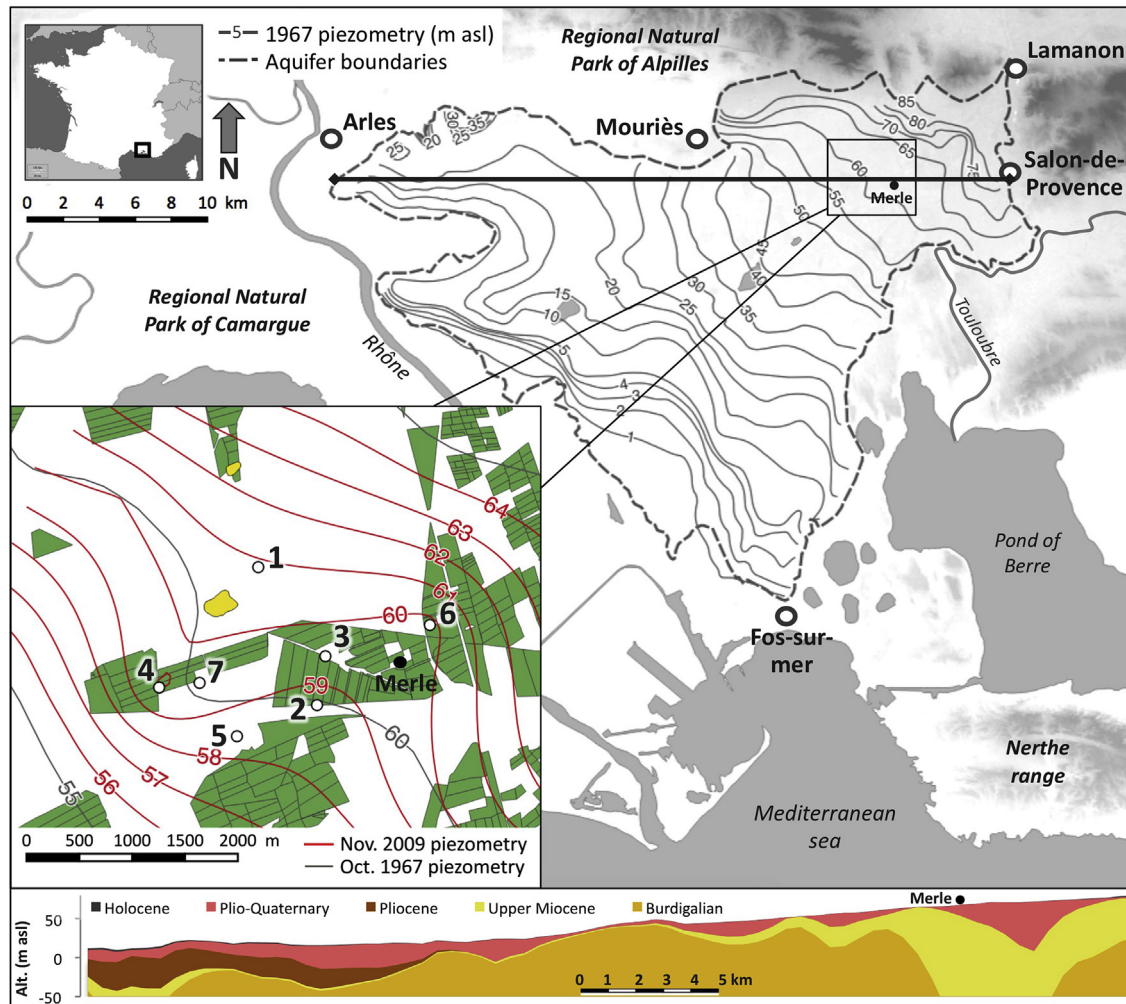 5 1967 piezometry (m asl)
Aquifer boundaries
N
0 2 4 6 8 10 km
Regional Natural
Park of Alpilles
Lamanon
Arles
Mouriès
Salon-de-
Provence
Merle
85
80
75
70
65
60
55
50
45
40
35
30
25
20
15
10
5
4
3
2
1
25
20
30
25
35
Regional Natural
Park of Camargue
Rhône
Touloubre
Pond of
Berre
Fos-sur-
mer
Nerthe
range
Mediterranean
sea
64
63
62
61
60
59
58
57
56
55
60
1
6
3
4
7
Merle
2
5
0 500 1000 1500 2000 m
Nov. 2009 piezometry
Oct. 1967 piezometry
Holocene Plio-Quaternary Pliocene Upper Miocene Burdigalian
Merle
Alt. (m asl)
50
0
-50
0 1 2 3 4 5 km